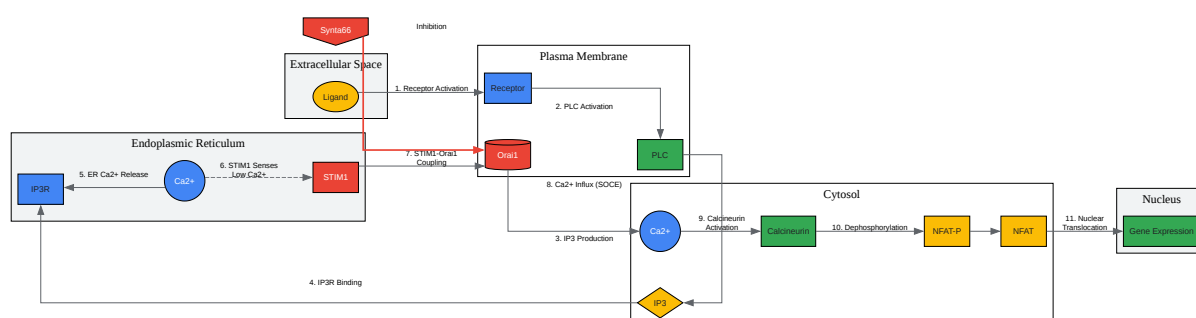 Synta66
Inhibition
Extracellular Space
Ligand
1. Receptor Activation
Plasma Membrane
Receptor
2. PLC Activation
Orai1
PLC
Endoplasmic Reticulum
IP3R
5. ER Ca2+ Release
Ca2+
6. STIM1 Senses
Low Ca2+
STIM1
7. STIM1-Orai1
Coupling
8. Ca2+ Influx (SOCE)
3. IP3 Production
4. IP3R Binding
Cytosol
Ca2+
9. Calcineurin
Activation
Calcineurin
10. Dephosphorylation
NFAT-P
NFAT
IP3
11. Nuclear
Translocation
Nucleus
Gene Expression